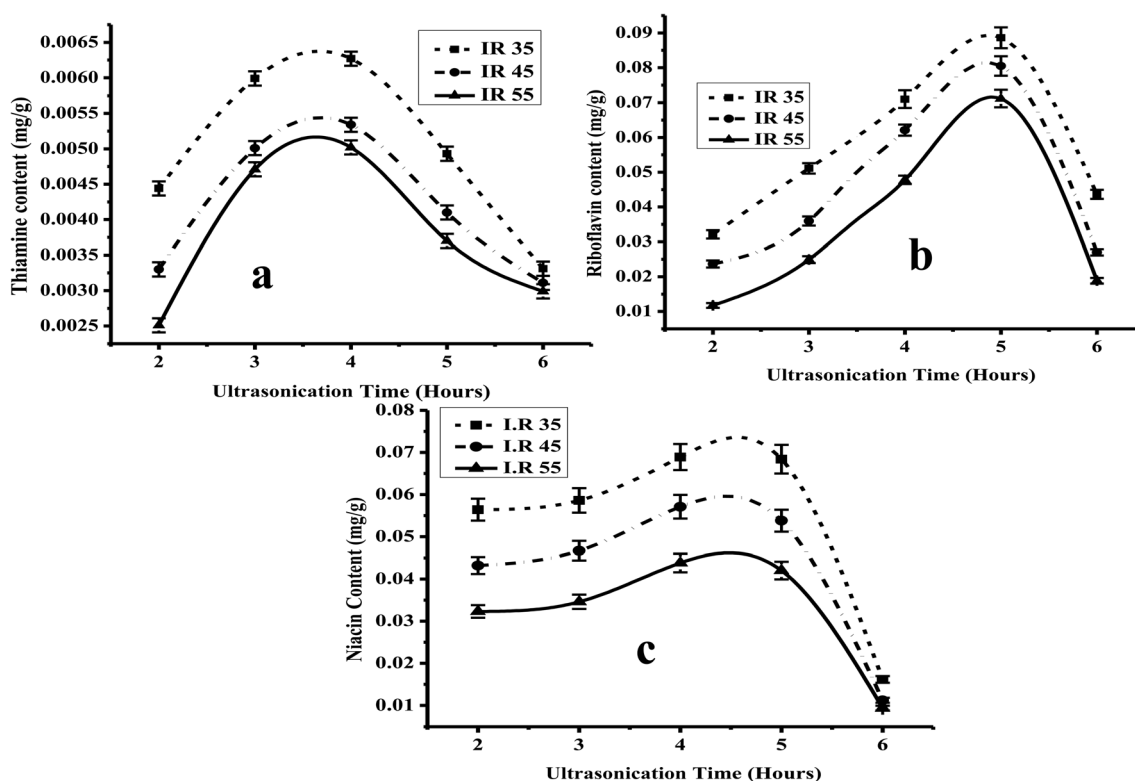 0.0065
0.0060
0.0055
0.0050
0.0045
0.0040
0.0035
0.0030
0.0025
Thiamine content (mg/g)
IR 35
IR 45
IR 55
a
2 3 4 5 6
Ultrasonication Time (Hours)
0.09
0.08
0.07
0.06
0.05
0.04
0.03
0.02
0.01
Riboflavin content (mg/g)
IR 35
IR 45
IR 55
b
2 3 4 5 6
Ultrasonication Time (Hours)
0.08
0.07
0.06
0.05
0.04
0.03
0.02
0.01
Niacin Content (mg/g)
I.R 35
I.R 45
I.R 55
c
2 3 4 5 6
Ultrasonication Time (Hours)